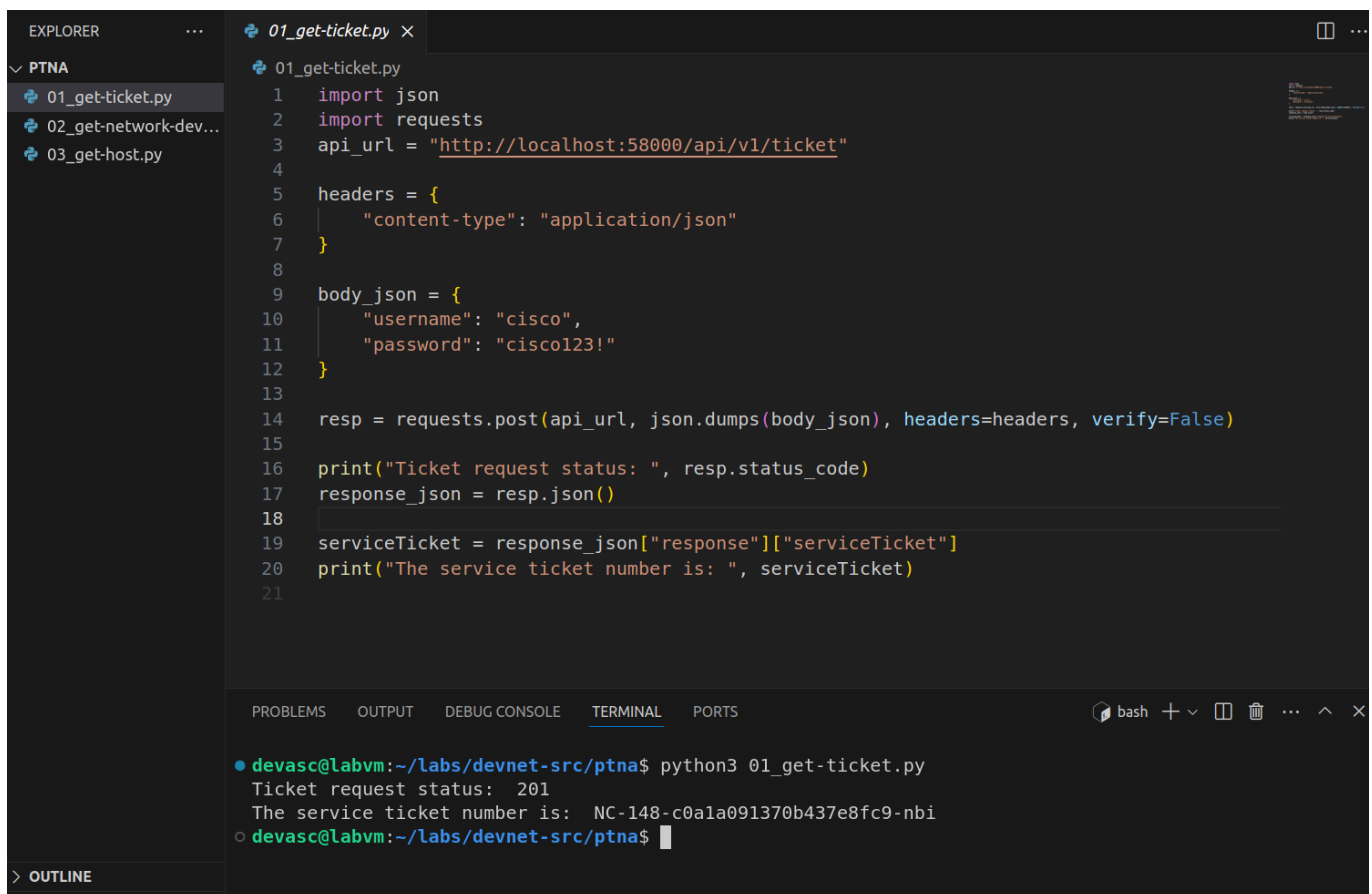 EXPLORER ···
PTNA
01_get-ticket.py
02_get-network-dev...
03_get-host.py
OUTLINE
01_get-ticket.py
01_get-ticket.py
1 import json
2 import requests
3 api_url = "http://localhost:58000/api/v1/ticket"
4
5 headers = {
6     "content-type": "application/json"
7 }
8
9 body_json = {
10     "username": "cisco",
11     "password": "cisco123!"
12 }
13
14 resp = requests.post(api_url, json.dumps(body_json), headers=headers, verify=False)
15
16 print("Ticket request status: ", resp.status_code)
17 response_json = resp.json()
18
19 serviceTicket = response_json["response"]["serviceTicket"]
20 print("The service ticket number is: ", serviceTicket)
21
PROBLEMS OUTPUT DEBUG CONSOLE TERMINAL PORTS bash
devasc@labvm:~/labs/devnet-src/ptna$ python3 01_get-ticket.py
Ticket request status:  201
The service ticket number is:  NC-148-c0a1a091370b437e8fc9-nbi
devasc@labvm:~/labs/devnet-src/ptna$